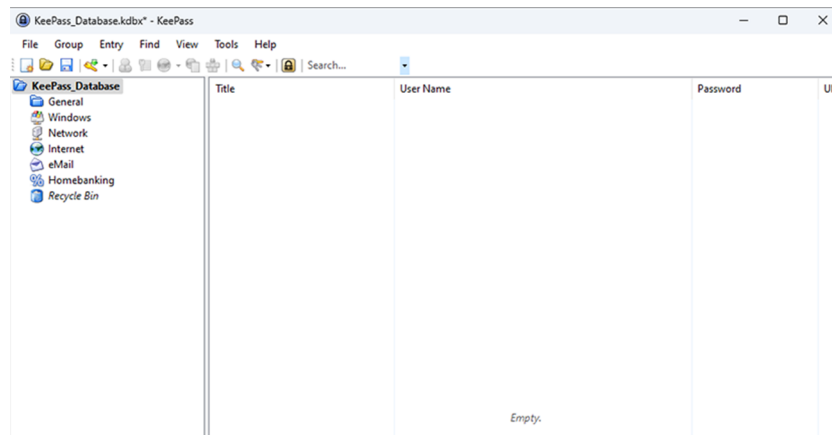 KeePass_Database.kdbx* - KeePass
File Group Entry Find View Tools Help
Search...
KeePass_Database
General
Windows
Network
Internet
eMail
Homebanking
Recycle Bin
Title User Name Password
Empty.